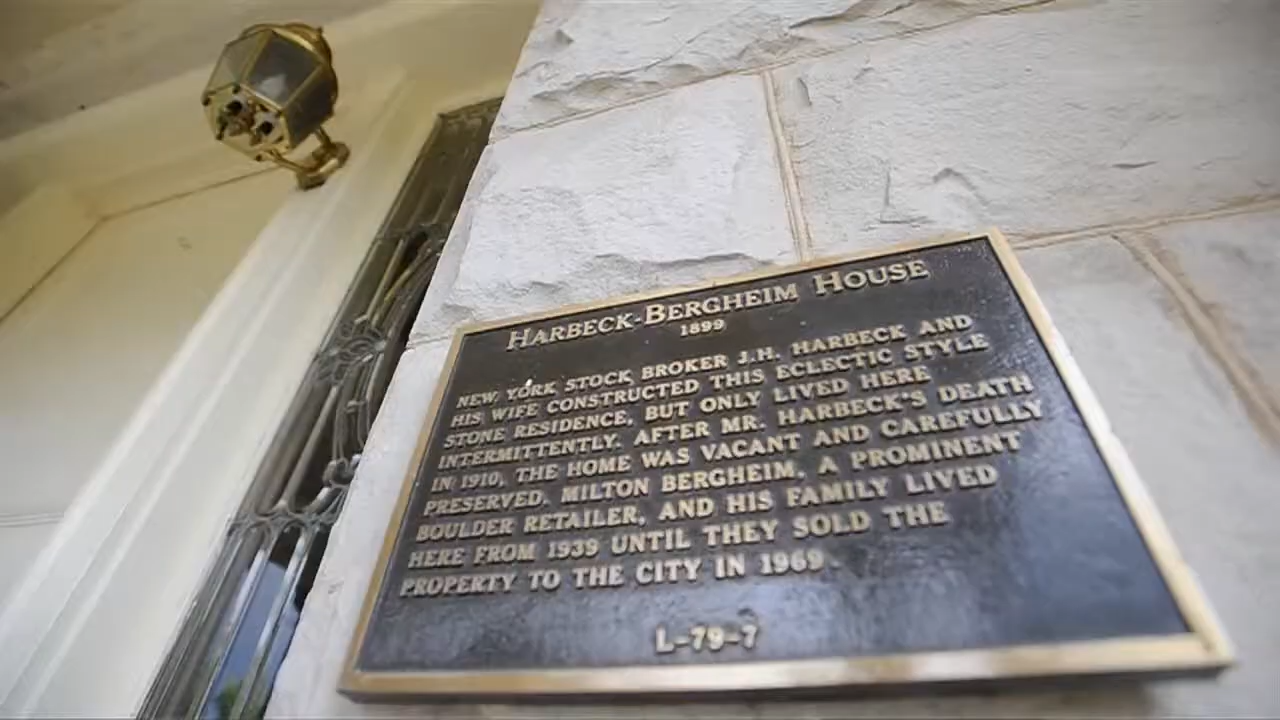 HARBECK-BERGHEIM HOUSE
1899
NEW YORK STOCK BROKER J.H. HARBECK AND
HIS WIFE CONSTRUCTED THIS ECLECTIC STYLE
STONE RESIDENCE, BUT ONLY LIVED HERE
INTERMITTENTLY. AFTER MR. HARBECK'S DEATH
IN 1910, THE HOME WAS VACANT AND CAREFULLY
PRESERVED. MILTON BERGHEIM, A PROMINENT
BOULDER RETAILER, AND HIS FAMILY LIVED
HERE FROM 1939 UNTIL THEY SOLD THE
PROPERTY TO THE CITY IN 1969.
L-79-7